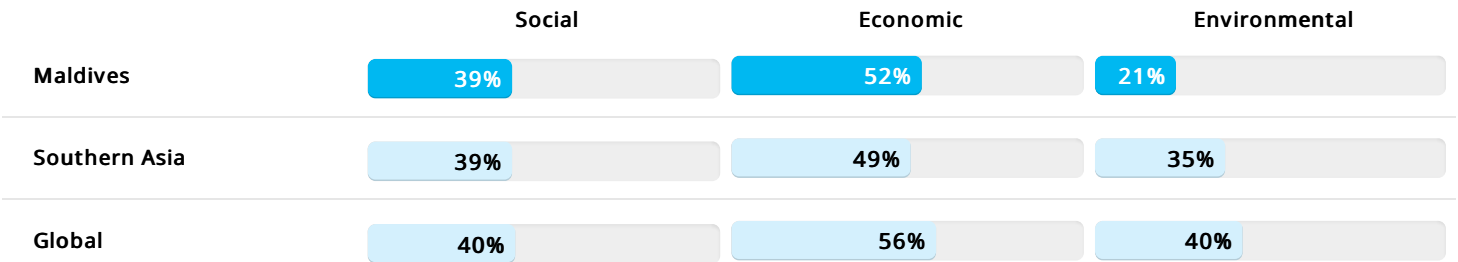 Social Economic Environmental
Maldives 39% 52% 21%
Southern Asia 39% 49% 35%
Global 40% 56% 40%